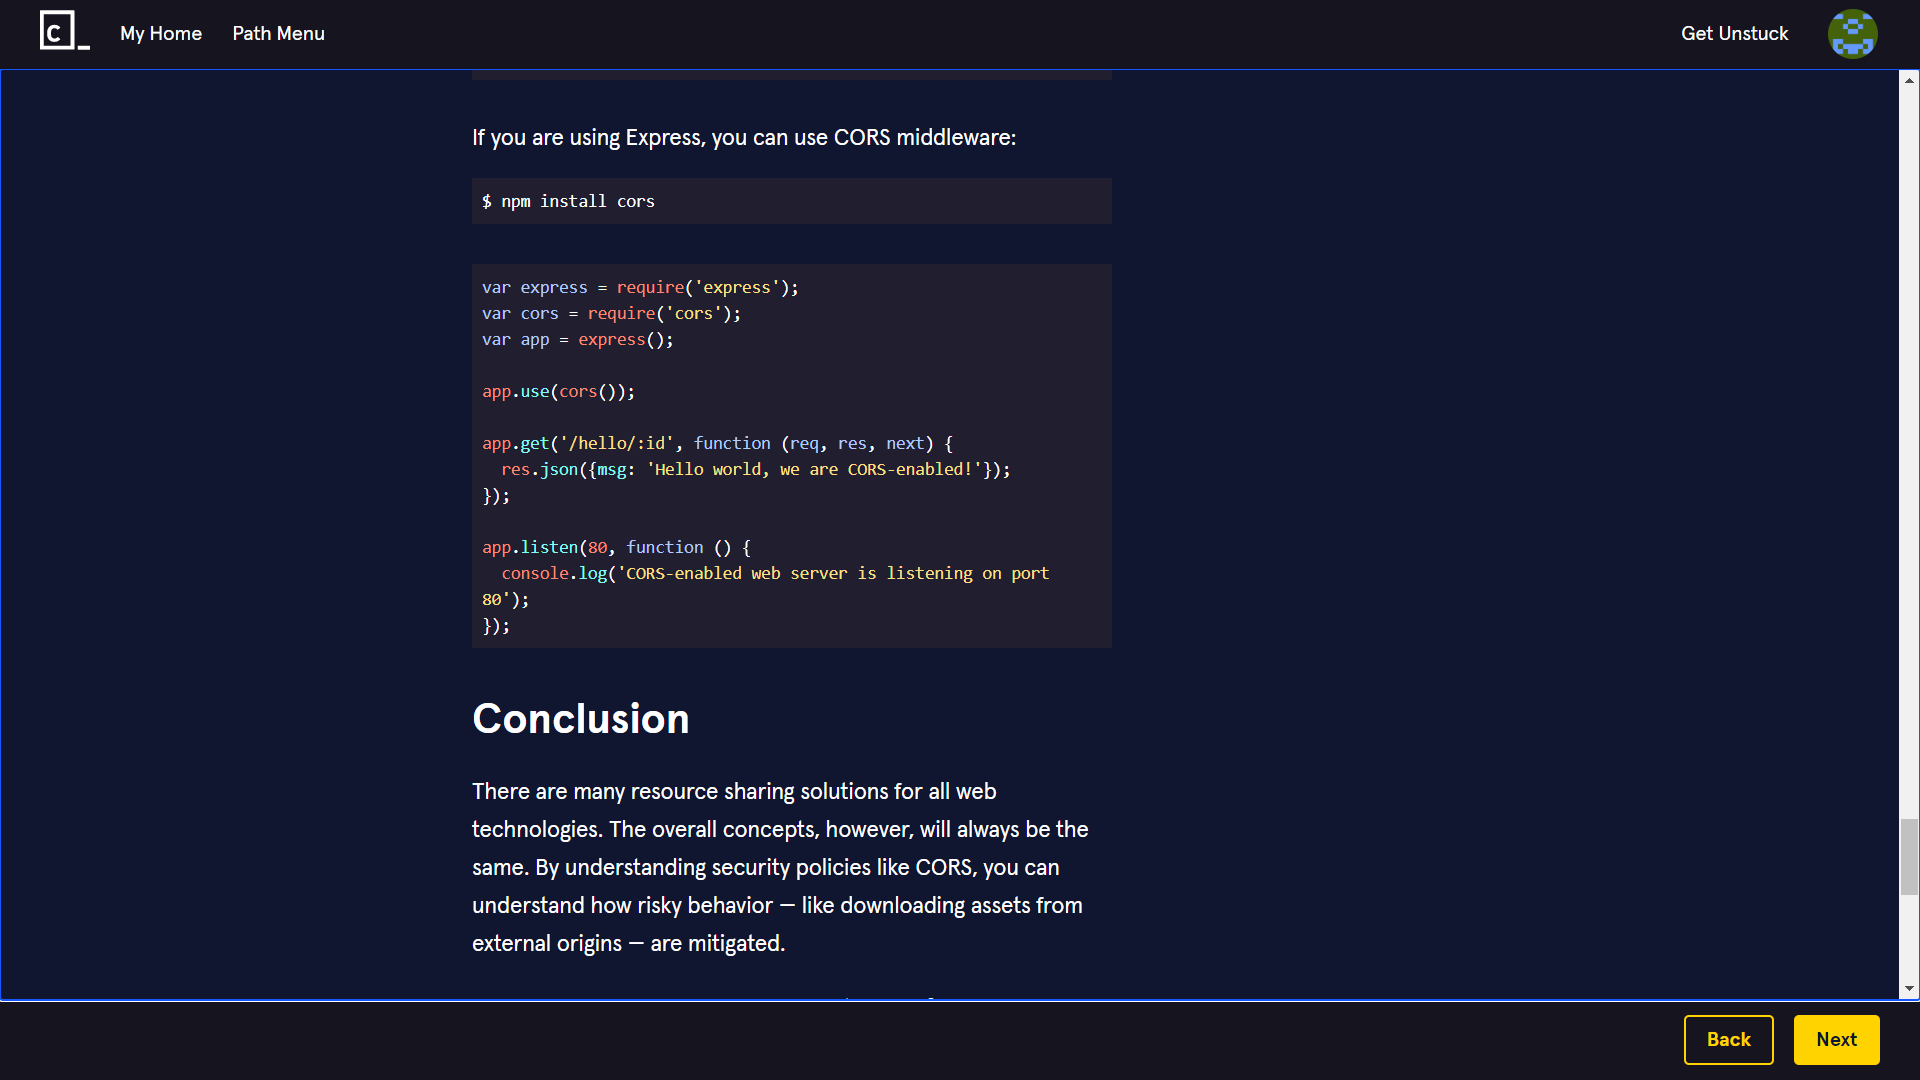 C_
My Home
Path Menu
Get Unstuck
If you are using Express, you can use CORS middleware:
$ npm install cors
var express = require('express');
var cors = require('cors');
var app = express();
app.use(cors());
app.get('/hello/:id', function (req, res, next) {
  res.json({msg: 'Hello world, we are CORS-enabled!'});
});
app.listen(80, function () {
  console.log('CORS-enabled web server is listening on port
80');
});
Conclusion
There are many resource sharing solutions for all web
technologies. The overall concepts, however, will always be the
same. By understanding security policies like CORS, you can
understand how risky behavior — like downloading assets from
external origins — are mitigated.
Back
Next